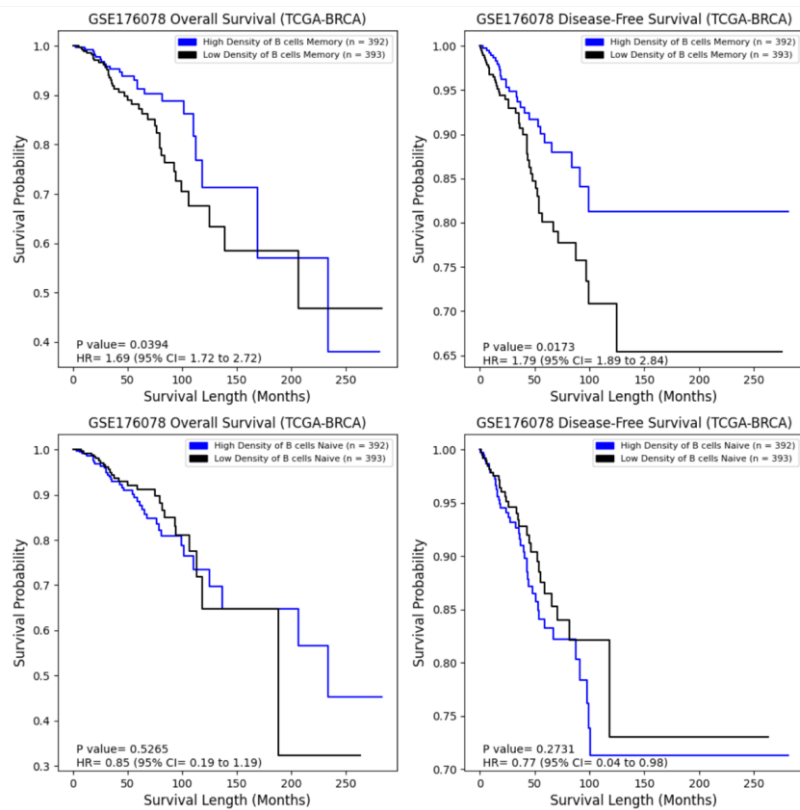 GSE176078 Overall Survival (TCGA-BRCA)
High Density of B cells Memory (n = 392)
Low Density of B cells Memory (n = 393)
Survival Probability
1.0
0.9
0.8
0.7
0.6
0.5
0.4
P value= 0.0394
HR= 1.69 (95% CI= 1.72 to 2.72)
0 50 100 150 200 250
Survival Length (Months)
GSE176078 Disease-Free Survival (TCGA-BRCA)
High Density of B cells Memory (n = 392)
Low Density of B cells Memory (n = 393)
Survival Probability
1.00
0.95
0.90
0.85
0.80
0.75
0.70
0.65
P value= 0.0173
HR= 1.79 (95% CI= 1.89 to 2.84)
0 50 100 150 200 250
Survival Length (Months)
GSE176078 Overall Survival (TCGA-BRCA)
High Density of B cells Naive (n = 392)
Low Density of B cells Naive (n = 393)
Survival Probability
1.0
0.9
0.8
0.7
0.6
0.5
0.4
0.3
P value= 0.5265
HR= 0.85 (95% CI= 0.19 to 1.19)
0 50 100 150 200 250
Survival Length (Months)
GSE176078 Disease-Free Survival (TCGA-BRCA)
High Density of B cells Naive (n = 392)
Low Density of B cells Naive (n = 393)
Survival Probability
1.00
0.95
0.90
0.85
0.80
0.75
0.70
P value= 0.2731
HR= 0.77 (95% CI= 0.04 to 0.98)
0 50 100 150 200 250
Survival Length (Months)